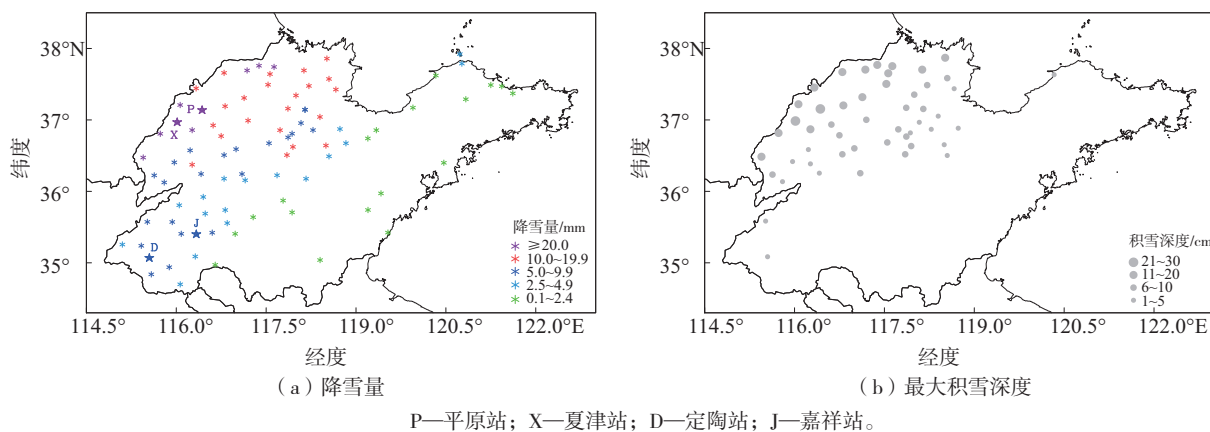 38°N
37°
36°
35°
纬度
P
X
J
D
降雪量/mm
≥20.0
10.0~19.9
5.0~9.9
2.5~4.9
0.1~2.4
114.5° 116.0° 117.5° 119.0° 120.5° 122.0°E
经度
(a)降雪量
38°N
37°
36°
35°
纬度
积雪深度/cm
21~30
11~20
6~10
1~5
114.5° 116.0° 117.5° 119.0° 120.5° 122.0°E
经度
(b)最大积雪深度
P—平原站；X—夏津站；D—定陶站；J—嘉祥站。